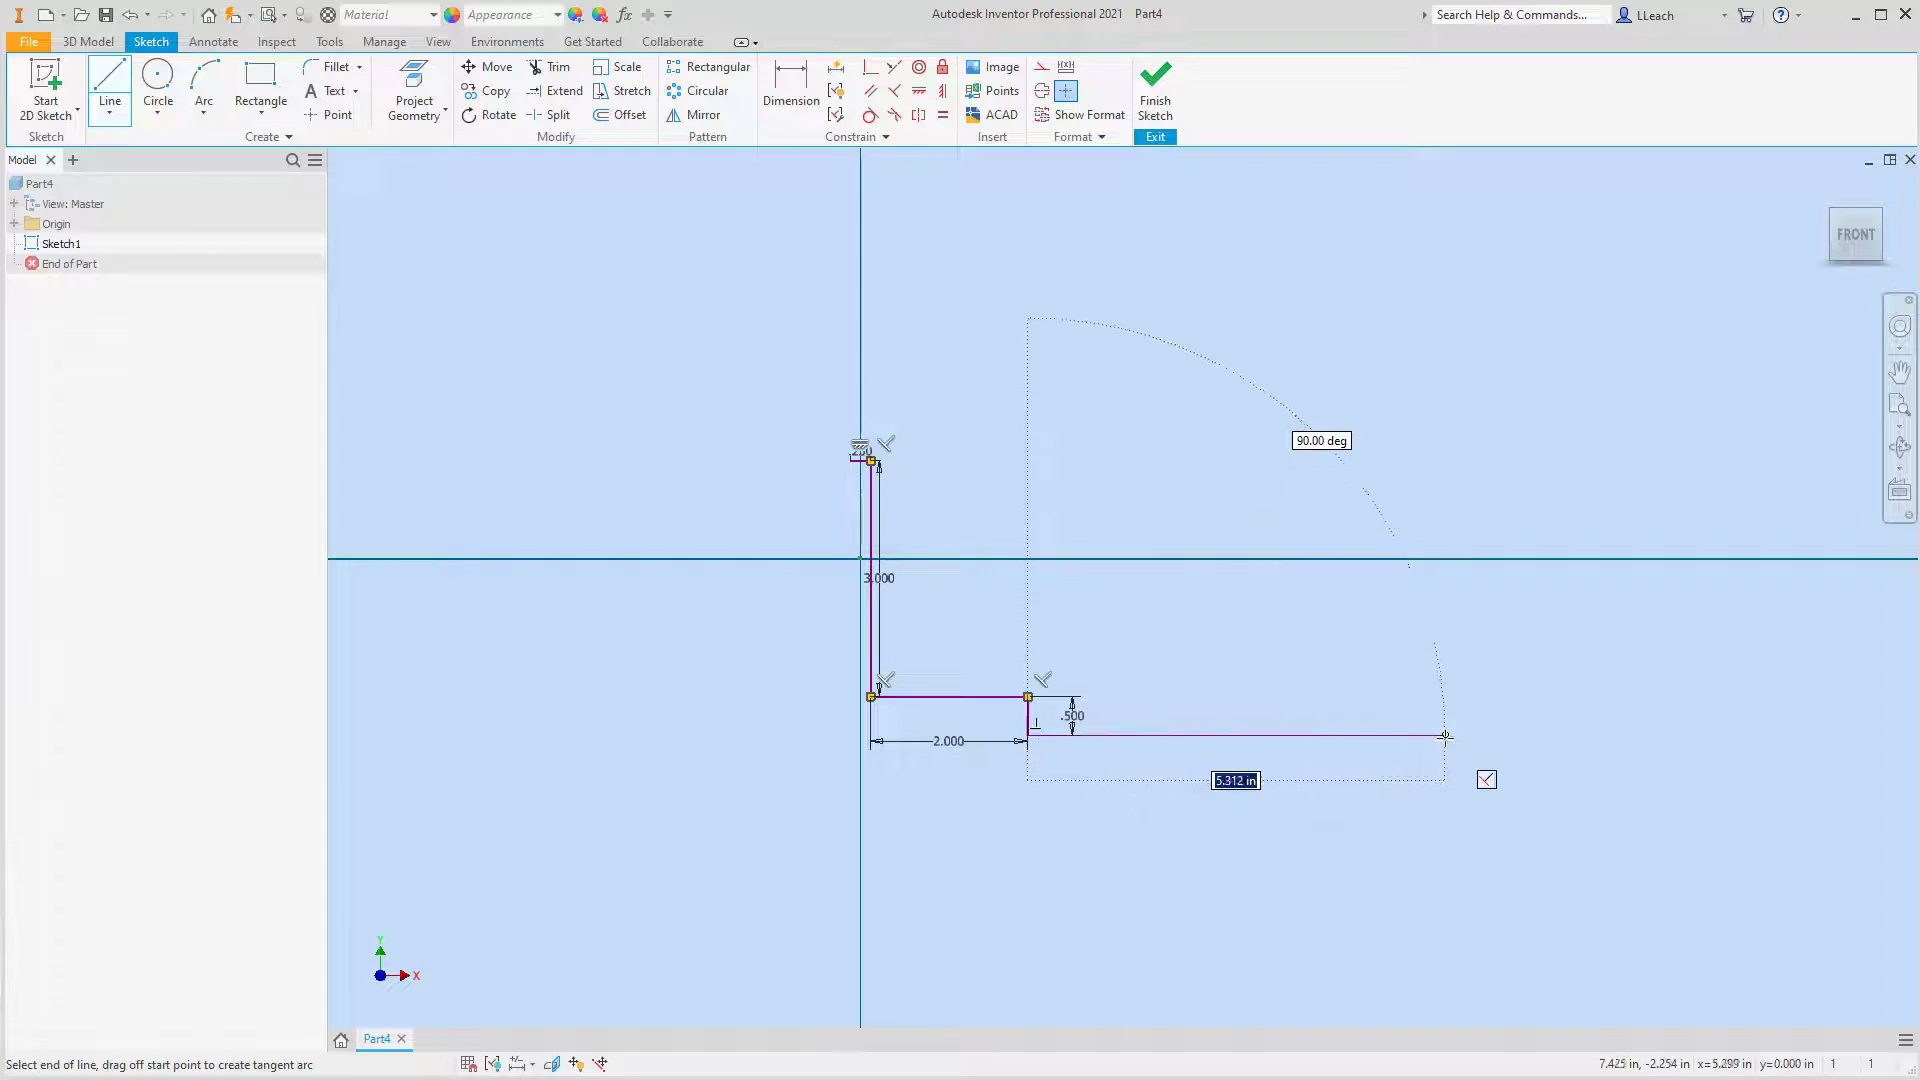 Material
Appearance
Autodesk Inventor Professional 2021 Part4
Search Help & Commands...
LLeach
File
3D Model
Sketch
Annotate
Inspect
Tools
Manage
View
Environments
Get Started
Collaborate
Start
2D Sketch
Line
Circle
Arc
Rectangle
Fillet
Text
Point
Project
Geometry
Move
Copy
Rotate
Trim
Extend
Split
Scale
Stretch
Offset
Rectangular
Circular
Mirror
Dimension
Image
Points
ACAD
Show Format
Finish
Sketch
Sketch
Create
Modify
Pattern
Constrain
Insert
Format
Exit
Model
Part4
View: Master
Origin
Sketch1
End of Part
FRONT
90.00 deg
3.000
.500
2.000
5.312 in
Y
X
Part4
Select end of line, drag off start point to create tangent arc
7.425 in, -2.254 in
y=0.000 in
1
1